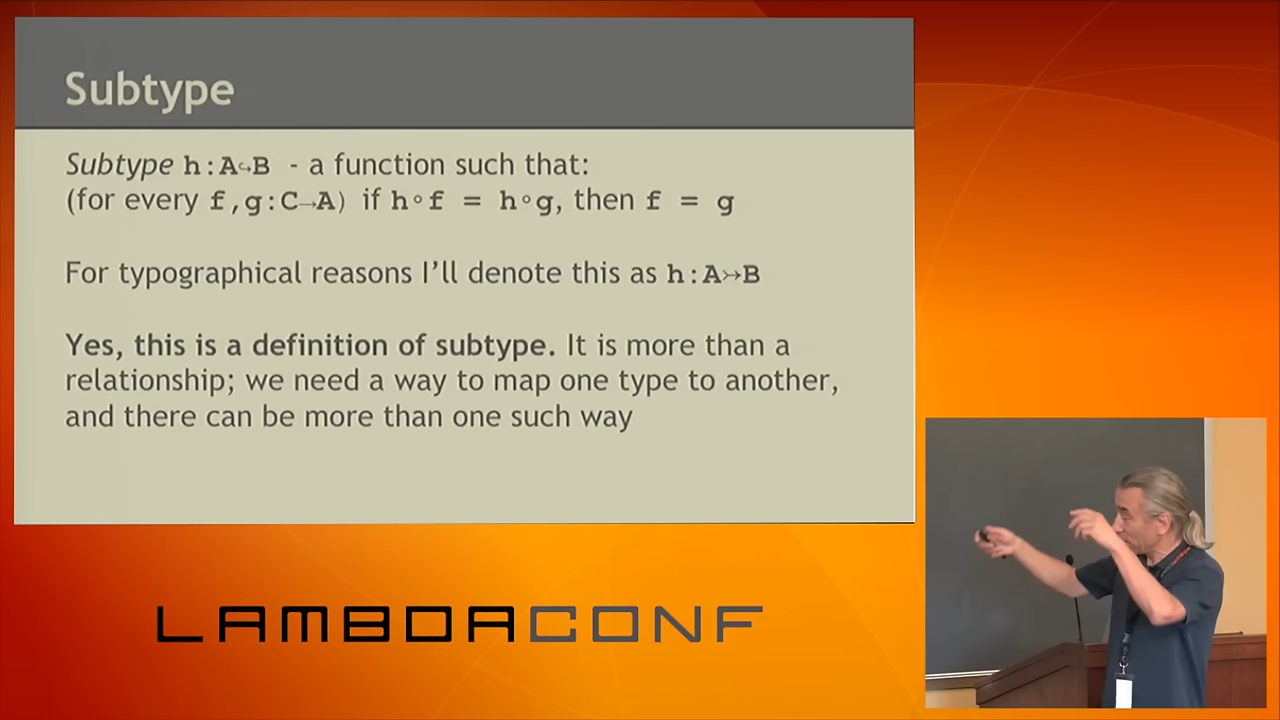 Subtype
Subtype h:A↪B - a function such that:
(for every f,g:C→A) if h∘f = h∘g, then f = g
For typographical reasons I’ll denote this as h:A↣B
Yes, this is a definition of subtype. It is more than a
relationship; we need a way to map one type to another,
and there can be more than one such way
LAMBDACONF